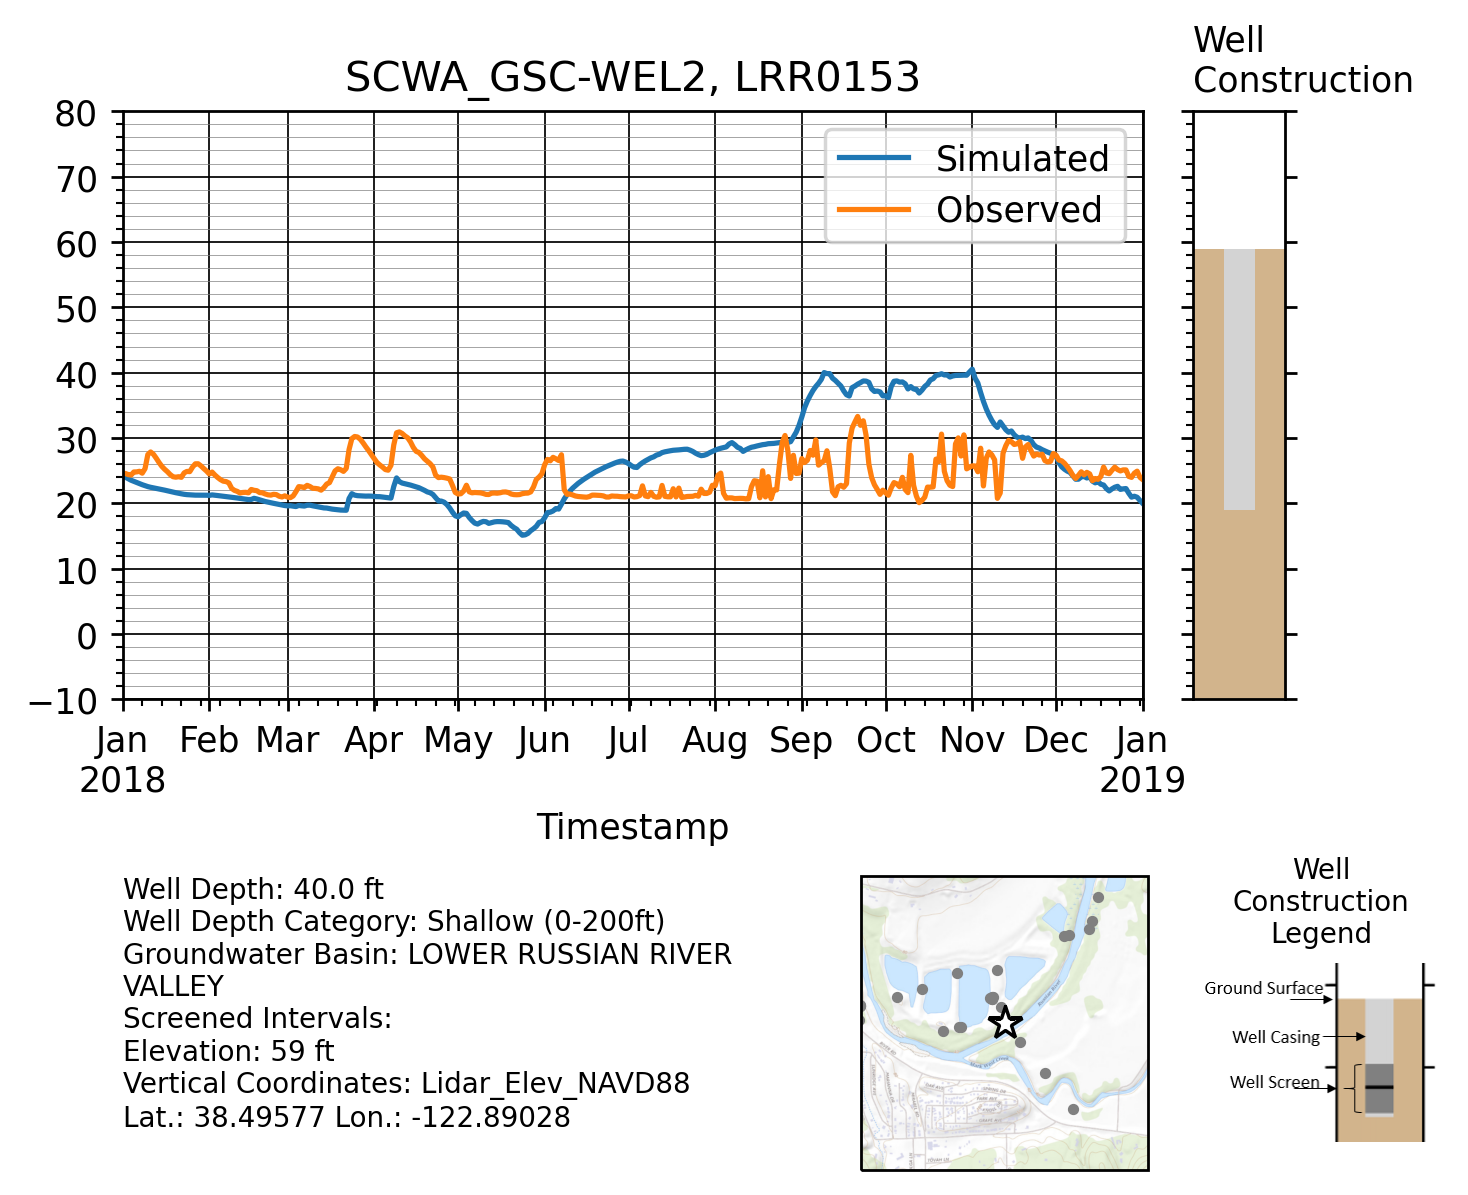 Well
Construction
SCWA_GSC-WEL2, LRR0153
80
70
60
50
40
30
20
10
0
−10
Simulated
Observed
Jan Feb Mar Apr May Jun Jul Aug Sep Oct Nov Dec Jan
2018 2019
Timestamp
Well Depth: 40.0 ft
Well Depth Category: Shallow (0-200ft)
Groundwater Basin: LOWER RUSSIAN RIVER
VALLEY
Screened Intervals:
Elevation: 59 ft
Vertical Coordinates: Lidar_Elev_NAVD88
Lat.: 38.49577 Lon.: -122.89028
Well
Construction
Legend
Ground Surface
Well Casing
Well Screen